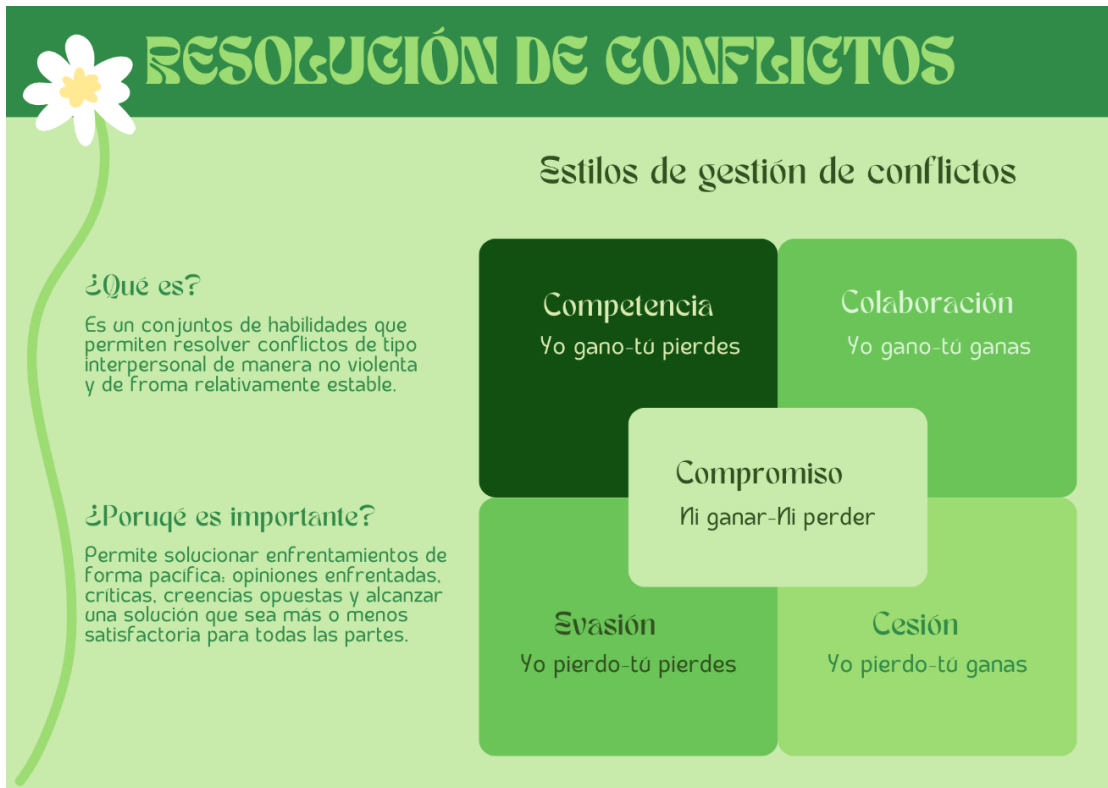 RESOLUCIÓN DE CONFLICTOS
¿Qué es?
Es un conjuntos de habilidades que
permiten resolver conflictos de tipo
interpersonal de manera no violenta
y de froma relativamente estable.
¿Poruqé es importante?
Permite solucionar enfrentamientos de
forma pacífica: opiniones enfrentadas,
críticas, creencias opuestas y alcanzar
una solución que sea más o menos
satisfactoria para todas las partes.
Estilos de gestión de conflictos
Competencia
Yo gano-tú pierdes
Colaboración
Yo gano-tú ganas
Compromiso
Ni ganar-Ni perder
Evasión
Yo pierdo-tú pierdes
Cesión
Yo pierdo-tú ganas